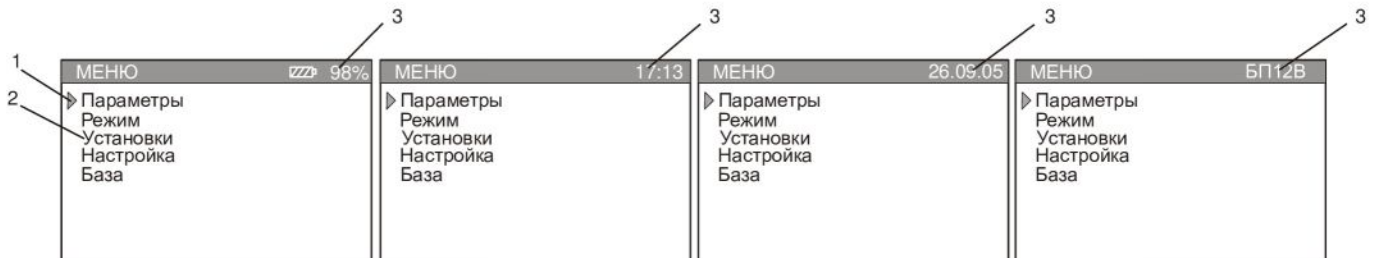 3 3 3 3
1
2
МЕНЮ 98%
Параметры
Режим
Установки
Настройка
База
МЕНЮ 17:13
Параметры
Режим
Установки
Настройка
База
МЕНЮ 26.09.05
Параметры
Режим
Установки
Настройка
База
МЕНЮ БП12В
Параметры
Режим
Установки
Настройка
База